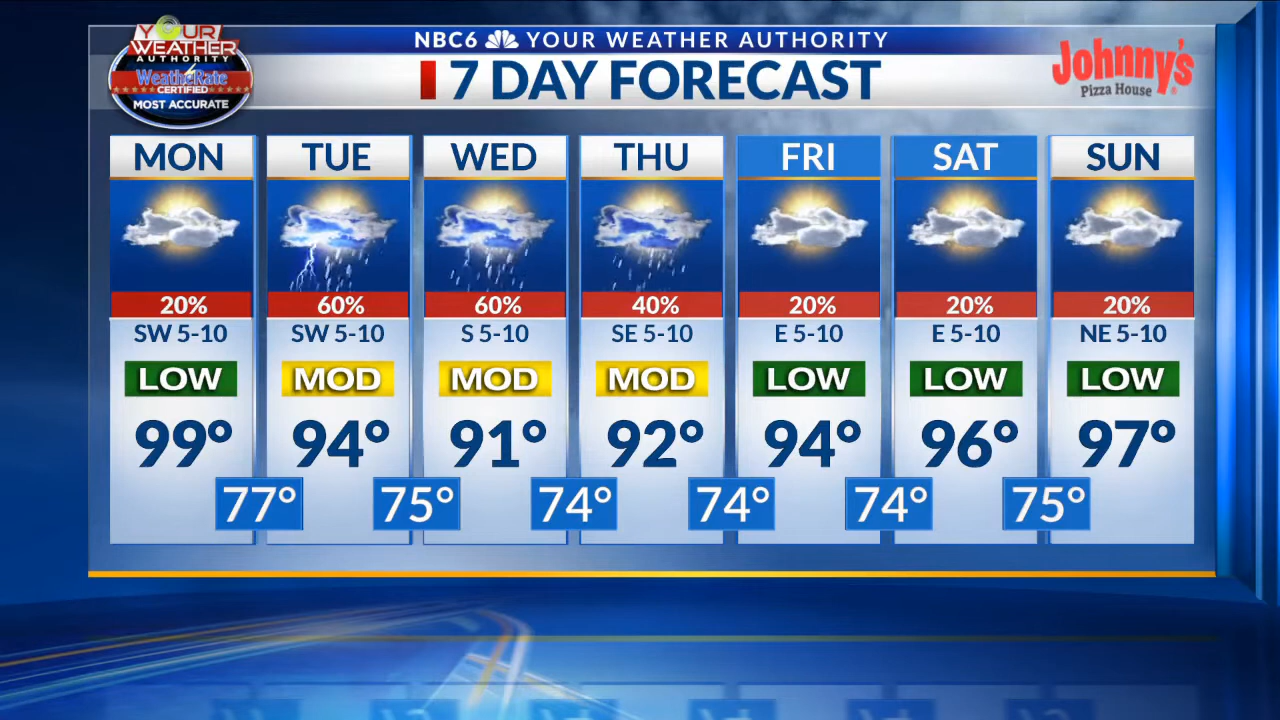 YOUR
WEATHER
AUTHORITY
WeatheRate
CERTIFIED
MOST ACCURATE
NBC6 YOUR WEATHER AUTHORITY
7 DAY FORECAST
Johnny's
Pizza House
MON TUE WED THU FRI SAT SUN
20% 60% 60% 40% 20% 20% 20%
SW 5-10 SW 5-10 S 5-10 SE 5-10 E 5-10 E 5-10 NE 5-10
LOW MOD MOD MOD LOW LOW LOW
99° 94° 91° 92° 94° 96° 97°
77° 75° 74° 74° 74° 75°